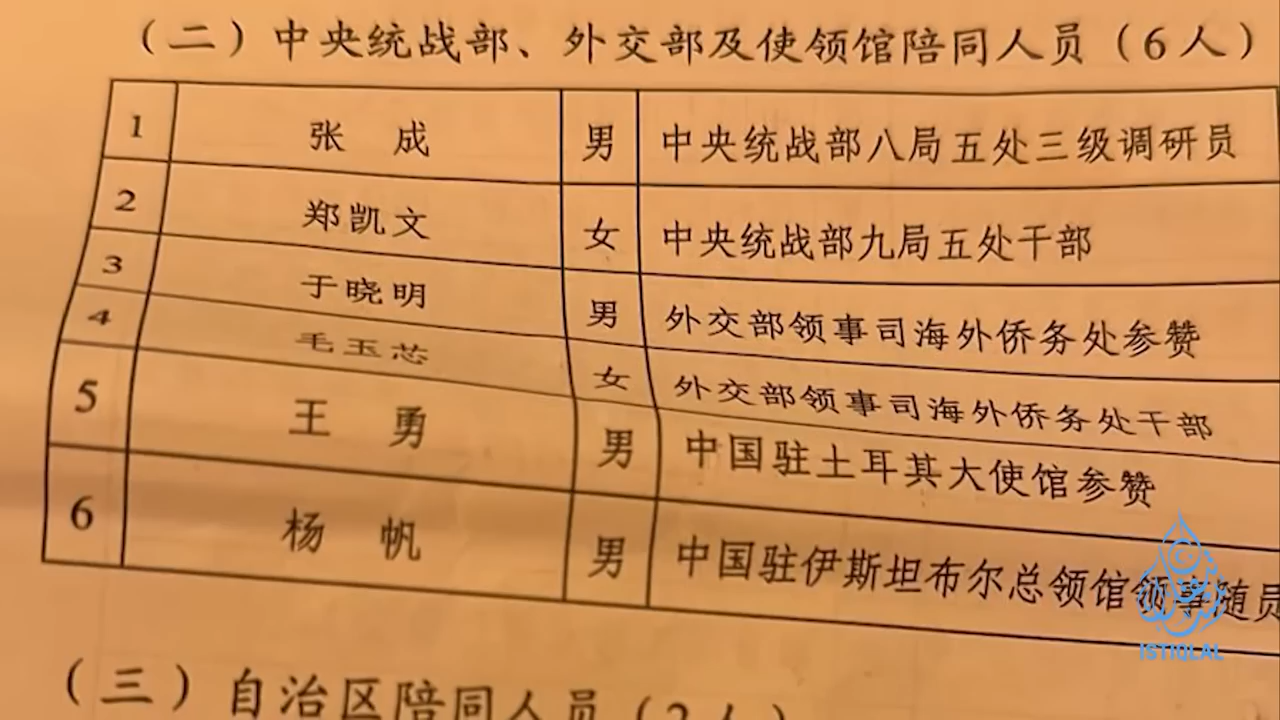 （二）中央统战部、外交部及使领馆陪同人员（6人）
1 张 成 男 中央统战部八局五处三级调研员
2 郑凯文 女 中央统战部九局五处干部
3 于晓明 男 外交部领事司海外侨务处参赞
4 毛玉芯 女 外交部领事司海外侨务处干部
5 王 勇 男 中国驻土耳其大使馆参赞
6 杨 帆 男 中国驻伊斯坦布尔总领馆领事随员
（三）自治区陪同人员（2人）
ISTIQLAL